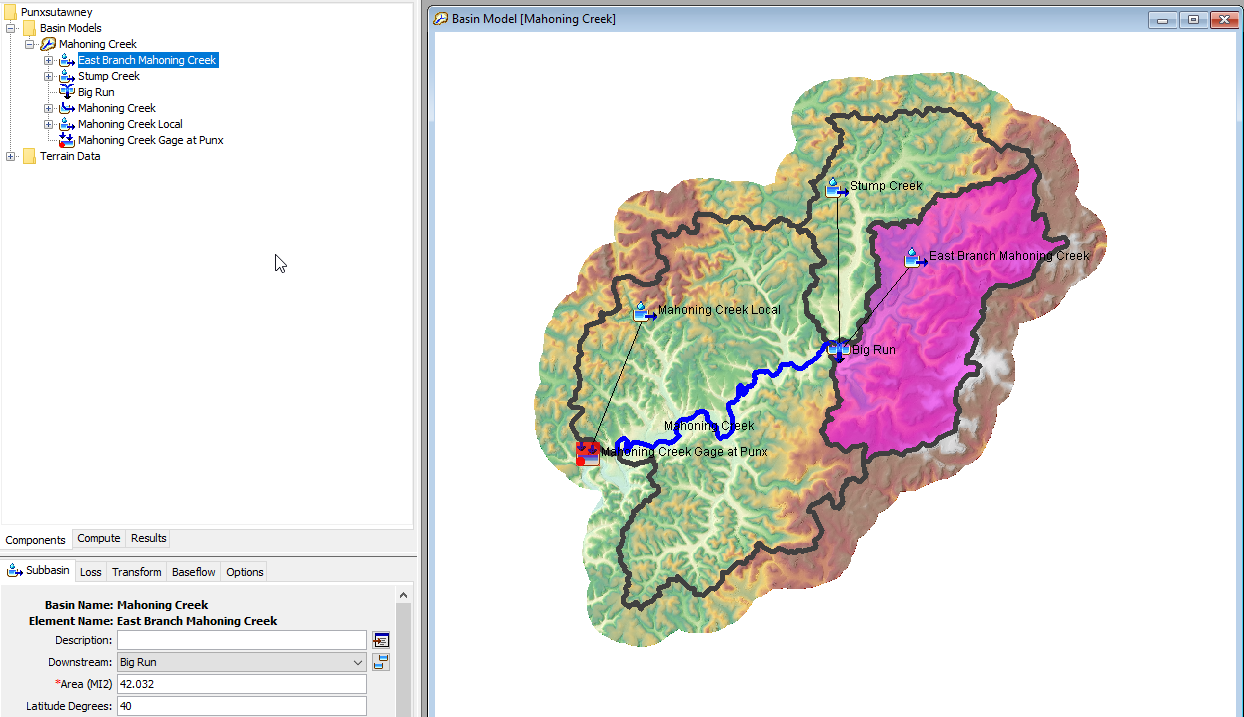 Punxsutawney
Basin Models
Mahoning Creek
East Branch Mahoning Creek
Stump Creek
Big Run
Mahoning Creek
Mahoning Creek Local
Mahoning Creek Gage at Punx
Terrain Data
Components Compute Results
Subbasin Loss Transform Baseflow Options
Basin Name: Mahoning Creek
Element Name: East Branch Mahoning Creek
Description:
Downstream: Big Run
*Area (MI2) 42.032
Latitude Degrees: 40
Basin Model [Mahoning Creek]
Stump Creek
East Branch Mahoning Creek
Mahoning Creek Local
Big Run
Mahoning Creek
Mahoning Creek Gage at Punx